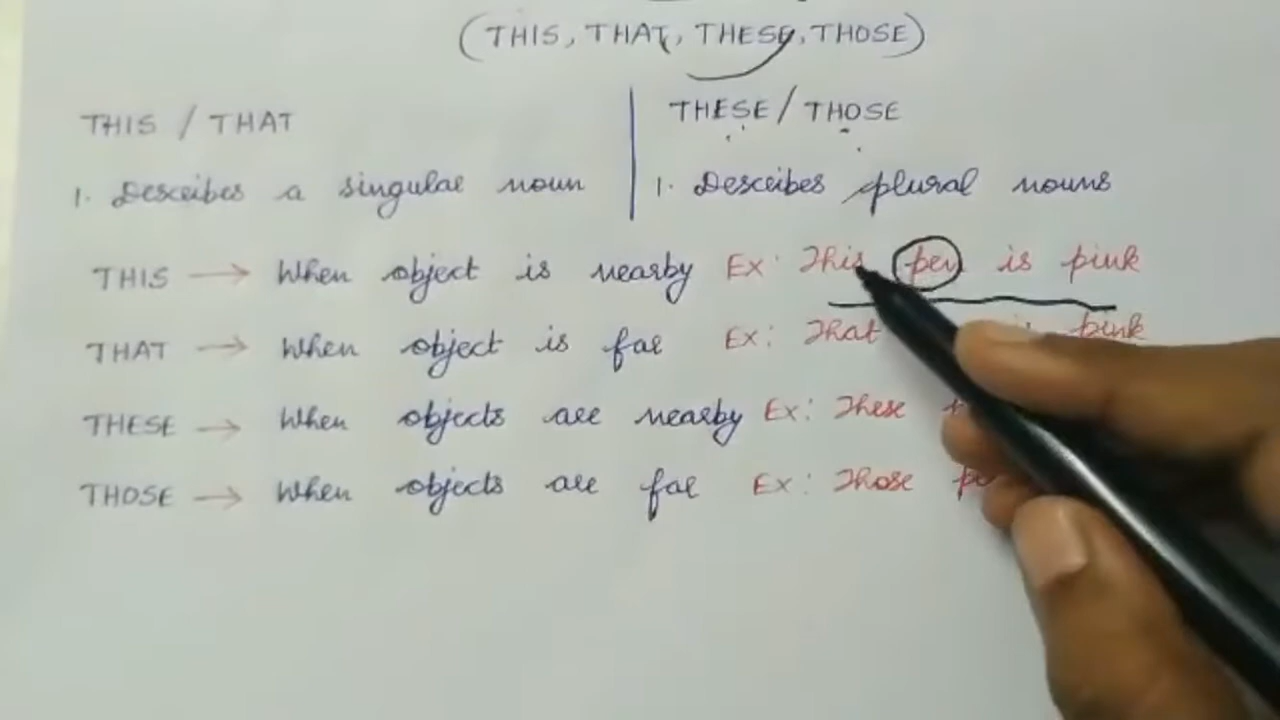 (THIS, THAT, THESE, THOSE)
THIS / THAT
THESE / THOSE
1. Describes a singular noun
1. Describes plural nouns
THIS → When object is nearby Ex: This pen is pink
THAT → When object is far Ex: That is pink
THESE → When objects are nearby Ex: These
THOSE → When objects are far Ex: Those